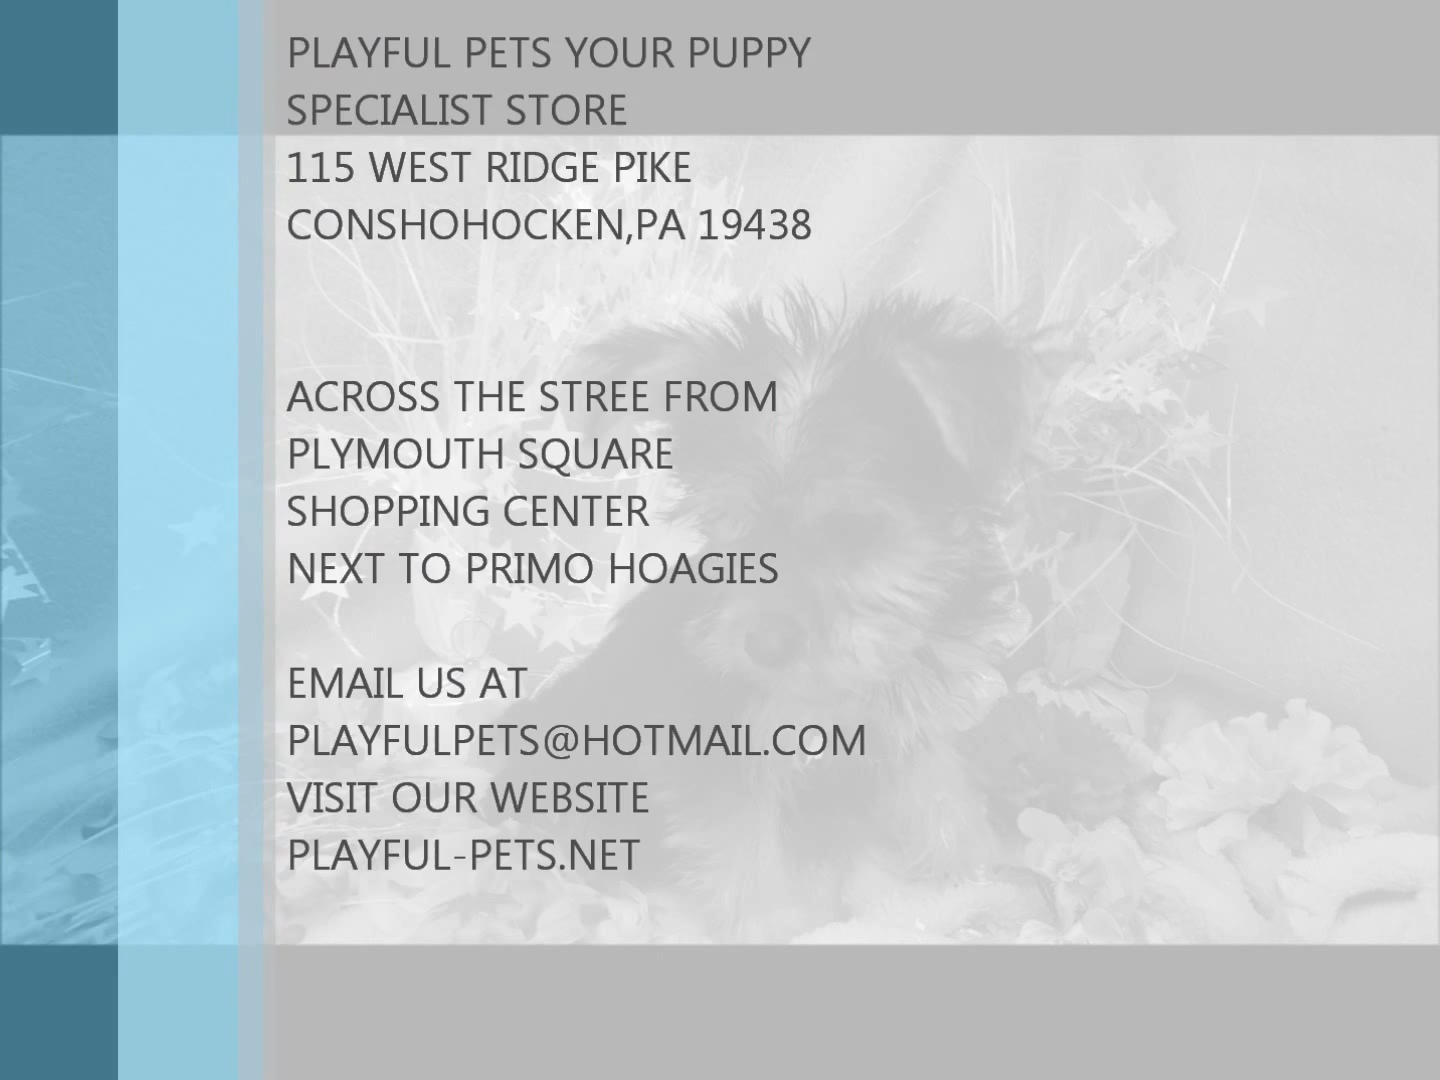 PLAYFUL PETS YOUR PUPPY
SPECIALIST STORE
115 WEST RIDGE PIKE
CONSHOHOCKEN,PA 19438
ACROSS THE STREE FROM
PLYMOUTH SQUARE
SHOPPING CENTER
NEXT TO PRIMO HOAGIES
EMAIL US AT
PLAYFULPETS@HOTMAIL.COM
VISIT OUR WEBSITE
PLAYFUL-PETS.NET